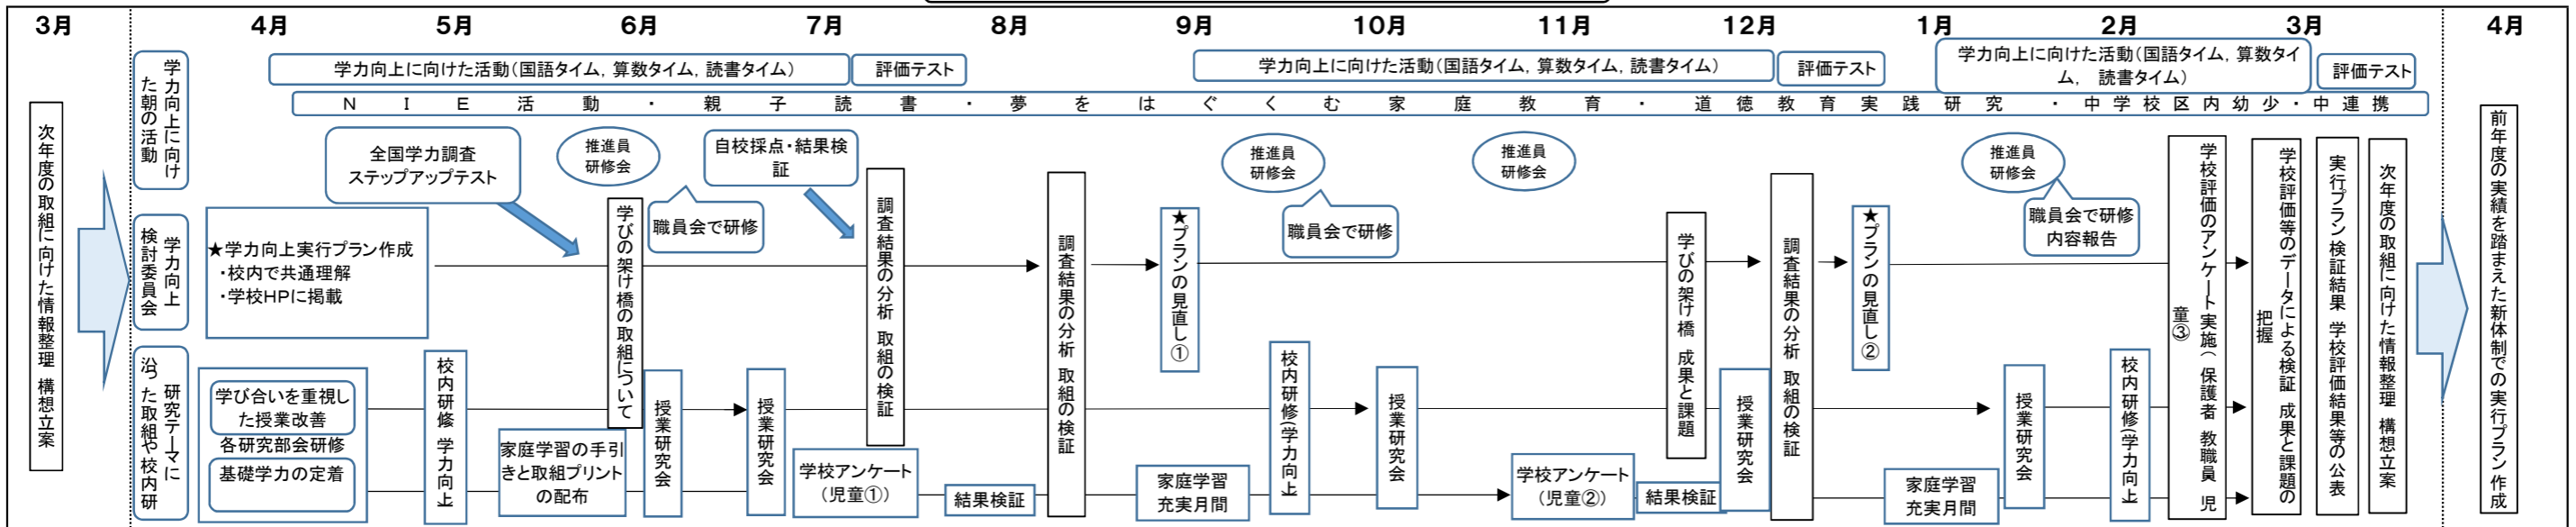 3月
4月
5月
6月
7月
8月
9月
10月
11月
12月
1月
2月
3月
4月
学力向上に向け
た朝の活動
学力向上に向けた活動(国語タイム，算数タイム，読書タイム)
評価テスト
学力向上に向けた活動(国語タイム，算数タイム，読書タイム)
評価テスト
学力向上に向けた活動(国語タイム，算数タイ
ム，　読書タイム)
評価テスト
NIE活動・親子読書・夢をはぐくむ家庭教育・道徳教育実践研究・中学校区内幼少・中連携
次年度の取組に向けた情報整理　構想立案
全国学力調査
ステップアップテスト
推進員
研修会
自校採点・結果検
証
推進員
研修会
推進員
研修会
推進員
研修会
学力向上
検討委員会
★学力向上実行プラン作成
・校内で共通理解
・学校HPに掲載
学びの架け橋の取組について
職員会で研修
調査結果の分析　取組の検証
調査結果の分析　取組の検証
★プランの見直し①
職員会で研修
学びの架け橋　成果と課題
調査結果の分析　取組の検証
★プランの見直し②
職員会で研修
内容報告
学校評価のアンケート実施(　保護者　教職員　児
童③
学校評価等のデータによる検証　成果と課題の
把握
実行プラン検証結果　学校評価結果等の公表
次年度の取組に向けた情報整理　構想立案
前年度の実績を踏まえた新体制での実行プラン作成
研究テーマに
沿った取組や校内研
学び合いを重視し
た授業改善
各研究部会研修
基礎学力の定着
校内研修　学力向上
家庭学習の手引
きと取組プリント
の配布
授業研究会
授業研究会
学校アンケート
(児童①)
結果検証
家庭学習
充実月間
校内研修(学力向上
授業研究会
学校アンケート
(児童②)
結果検証
授業研究会
家庭学習
充実月間
授業研究会
校内研修(学力向上